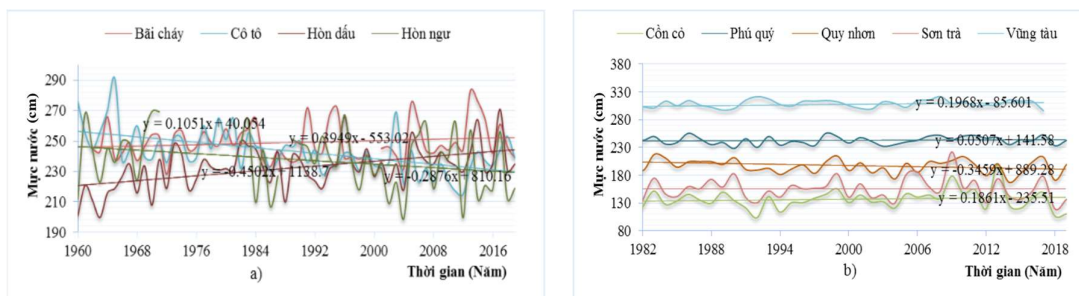 Bãi cháy Cô tô Hòn dấu Hòn ngư
Mực nước (cm)
290
270
250
230
210
190
y = 0.1051x + 40.054
y = 0.3949x - 553.02
y = -0.4502x + 1138.7
y = -0.2876x + 810.16
1960 1968 1976 1984 1992 2000 2008 2016
a)
Thời gian (Năm)
Cồn cỏ Phú quý Quy nhơn Sơn trà Vũng tàu
Mực nước (cm)
380
330
280
230
180
130
80
y = 0.1968x - 85.601
y = 0.0507x + 141.58
y = -0.3459x + 889.28
y = 0.1861x - 235.51
1982 1988 1994 2000 2006 2012 2018
b)
Thời gian (Năm)